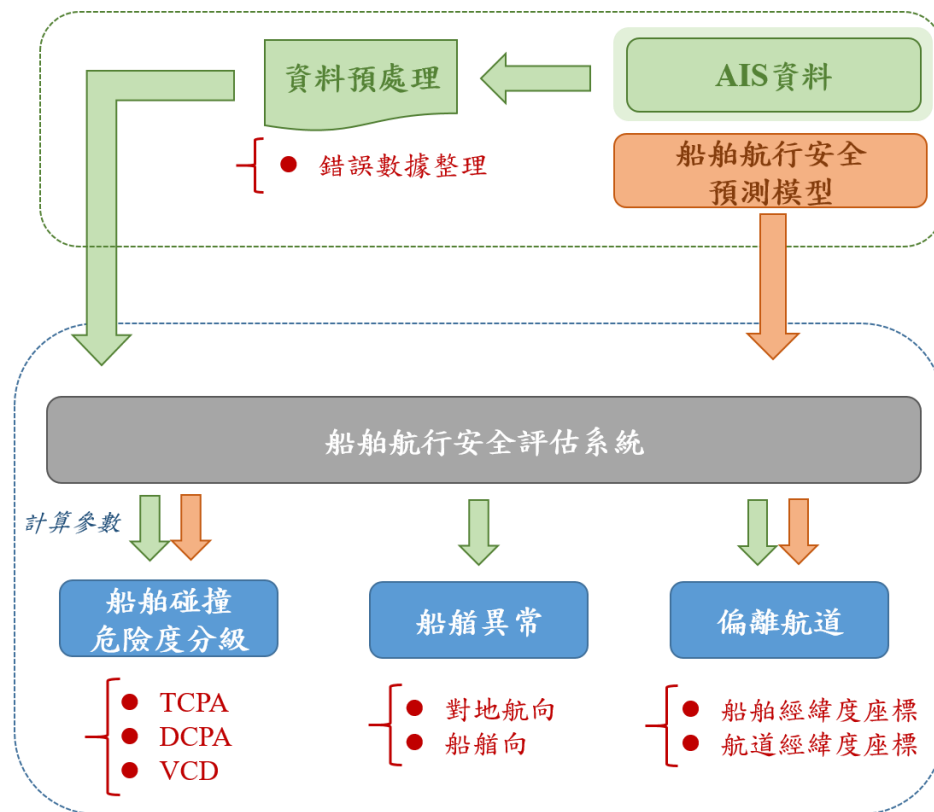 資料預處理
AIS資料
錯誤數據整理
船舶航行安全
預測模型
船舶航行安全評估系統
計算參數
船舶碰撞
危險度分級
船艏異常
偏離航道
TCPA
DCPA
VCD
對地航向
船艏向
船舶經緯度座標
航道經緯度座標